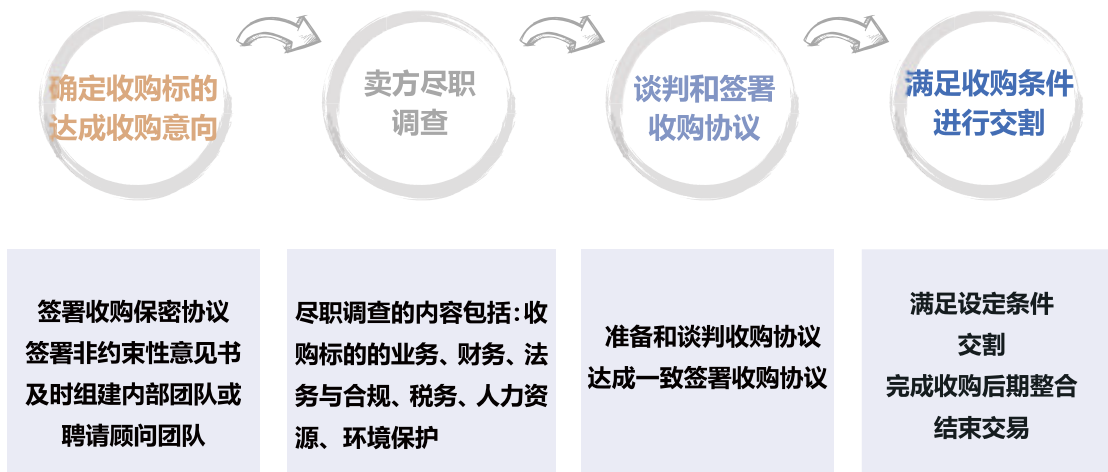 确定收购标的
达成收购意向
卖方尽职
调查
谈判和签署
收购协议
满足收购条件
进行交割
签署收购保密协议
签署非约束性意见书
及时组建内部团队或
聘请顾问团队
尽职调查的内容包括：收
购标的的业务、财务、法
务与合规、税务、人力资
源、环境保护
准备和谈判收购协议
达成一致签署收购协议
满足设定条件
交割
完成收购后期整合
结束交易